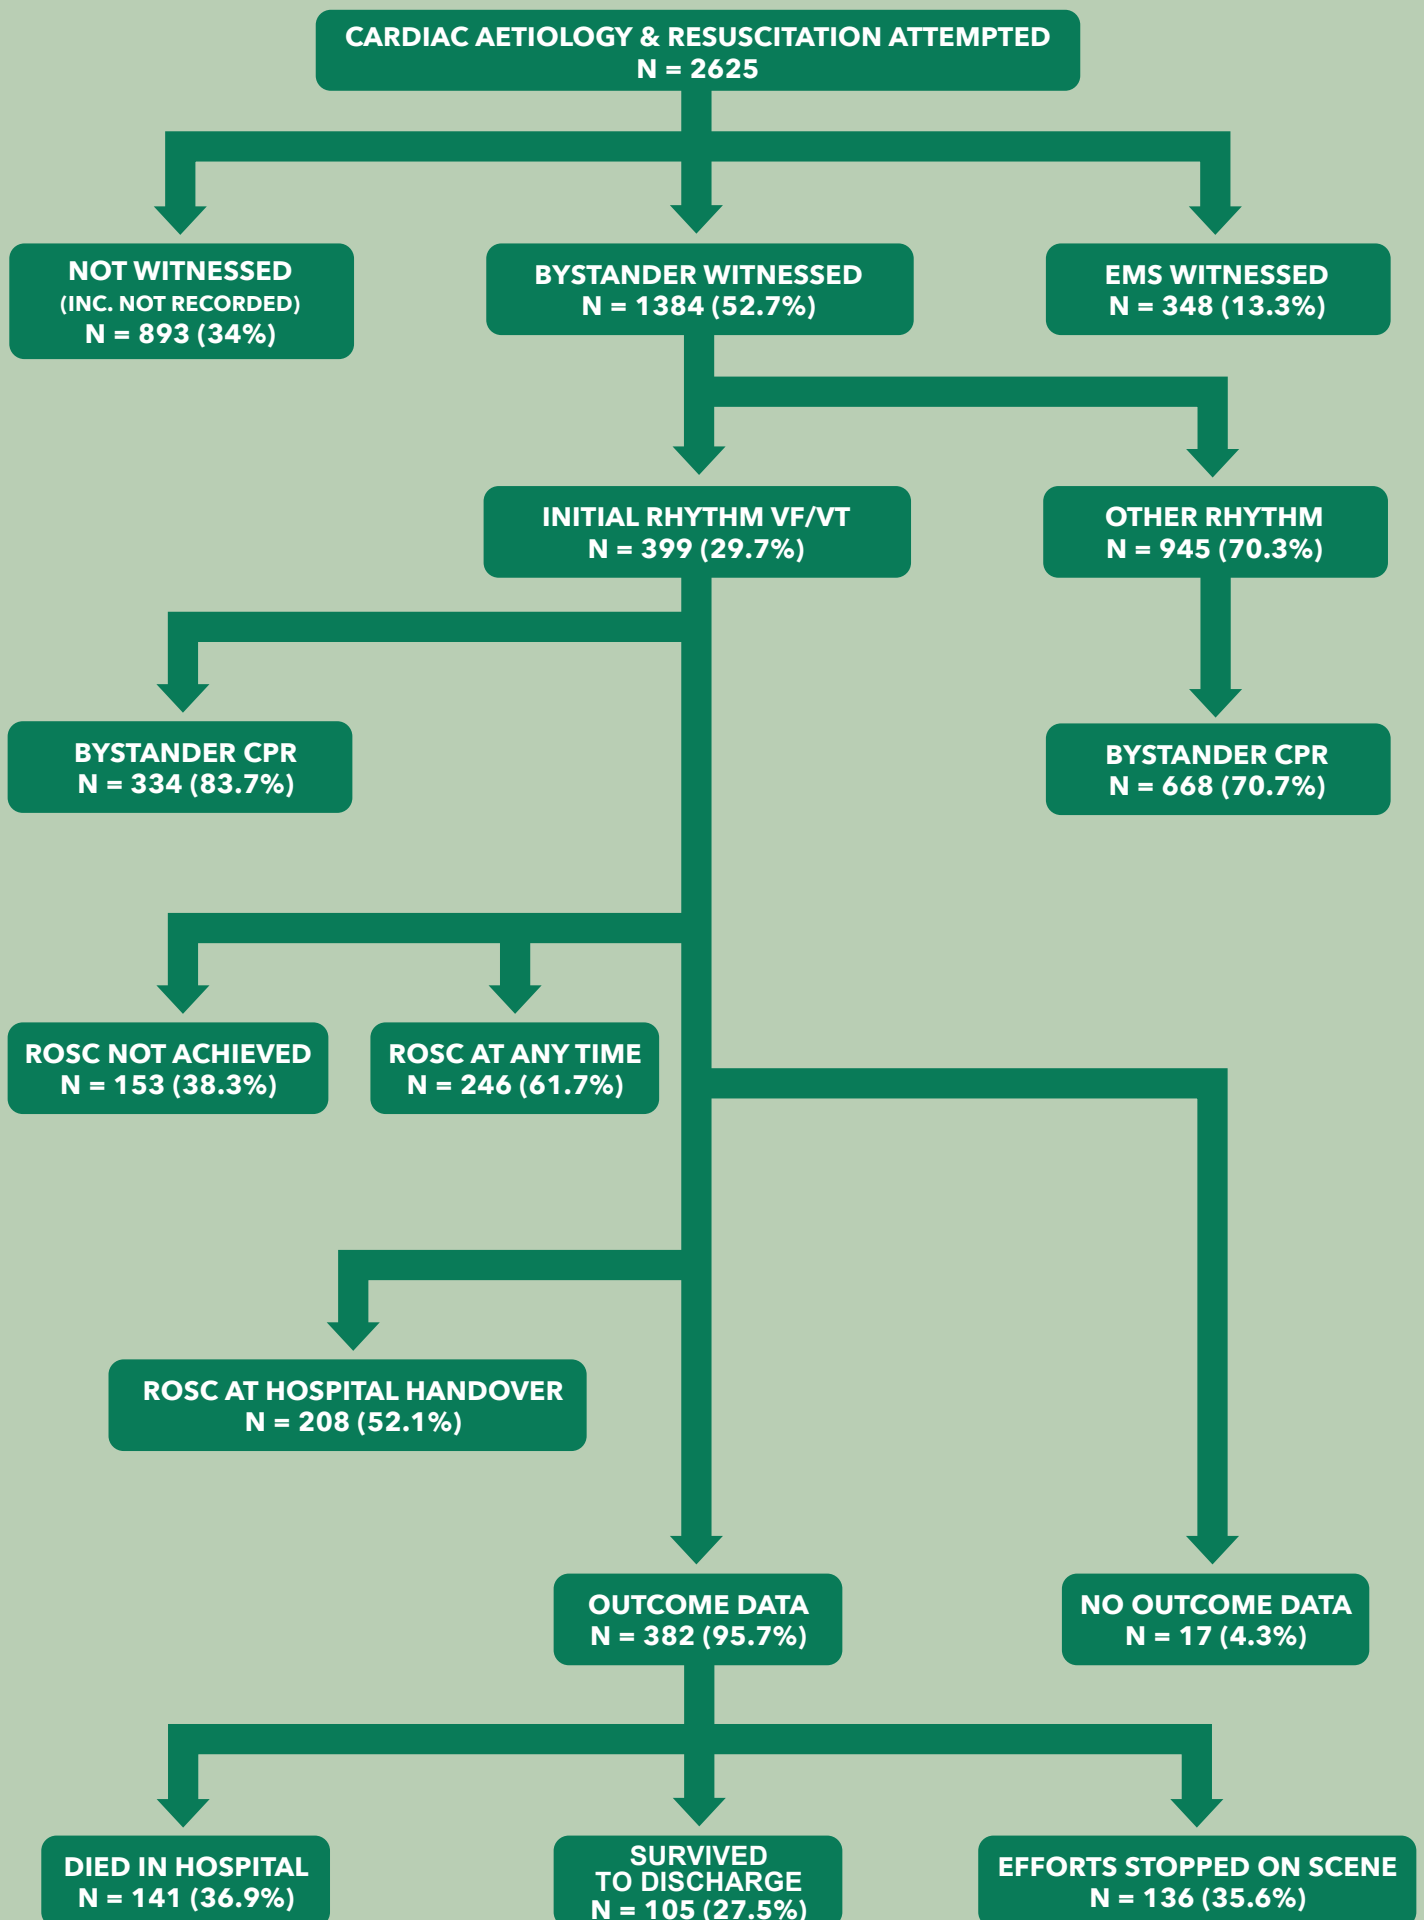 CARDIAC AETIOLOGY & RESUSCITATION ATTEMPTED
N = 2625
NOT WITNESSED
(INC. NOT RECORDED)
N = 893 (34%)
BYSTANDER WITNESSED
N = 1384 (52.7%)
EMS WITNESSED
N = 348 (13.3%)
INITIAL RHYTHM VF/VT
N = 399 (29.7%)
OTHER RHYTHM
N = 945 (70.3%)
BYSTANDER CPR
N = 334 (83.7%)
BYSTANDER CPR
N = 668 (70.7%)
ROSC NOT ACHIEVED
N = 153 (38.3%)
ROSC AT ANY TIME
N = 246 (61.7%)
ROSC AT HOSPITAL HANDOVER
N = 208 (52.1%)
OUTCOME DATA
N = 382 (95.7%)
NO OUTCOME DATA
N = 17 (4.3%)
DIED IN HOSPITAL
N = 141 (36.9%)
SURVIVED
TO DISCHARGE
N = 105 (27.5%)
EFFORTS STOPPED ON SCENE
N = 136 (35.6%)